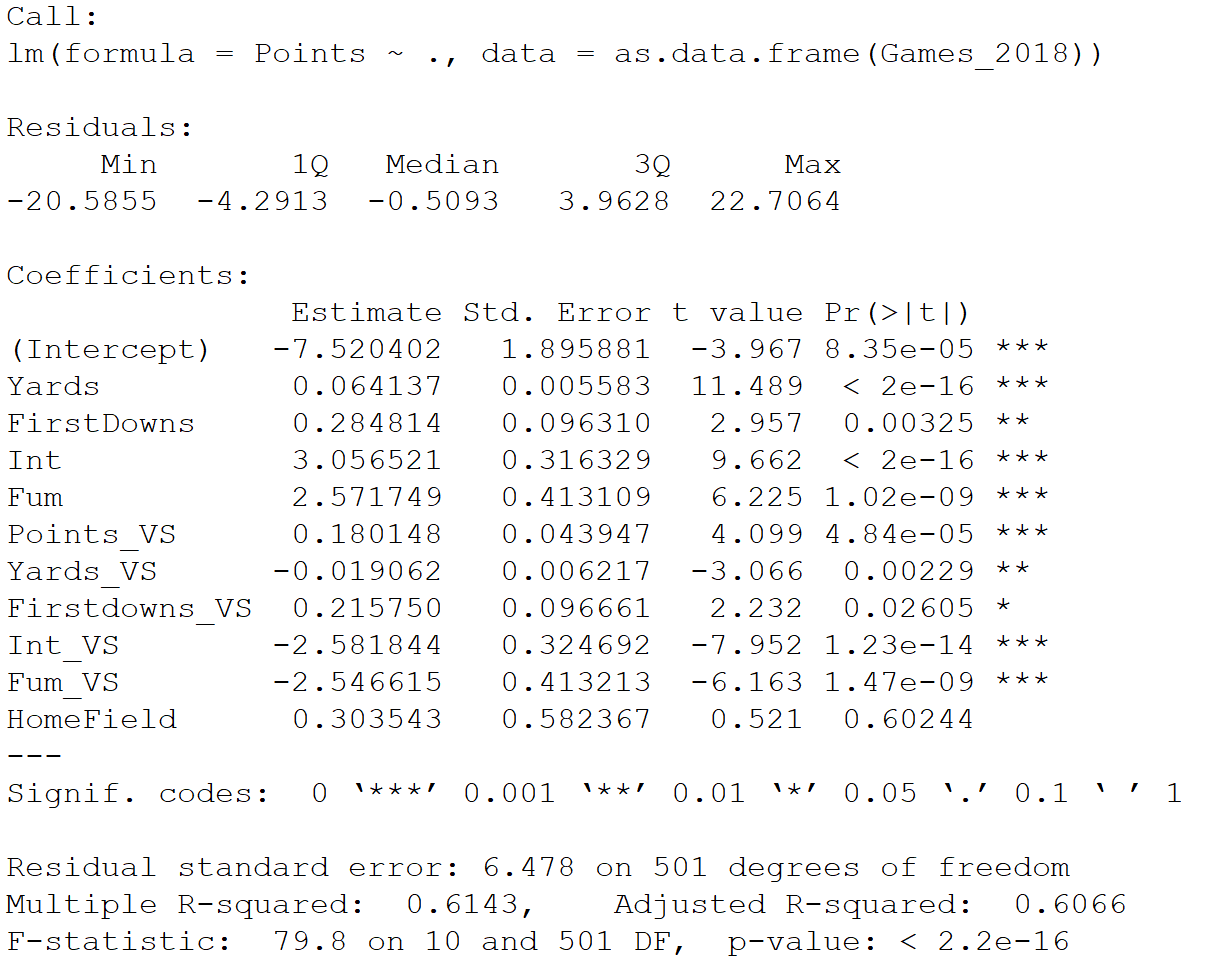 Call:
lm(formula = Points ~ ., data = as.data.frame(Games_2018))
Residuals:
Min 1Q Median 3Q Max
-20.5855 -4.2913 -0.5093 3.9628 22.7064
Coefficients:
Estimate Std. Error t value Pr(>|t|)
(Intercept) -7.520402 1.895881 -3.967 8.35e-05 ***
Yards 0.064137 0.005583 11.489 < 2e-16 ***
FirstDowns 0.284814 0.096310 2.957 0.00325 **
Int 3.056521 0.316329 9.662 < 2e-16 ***
Fum 2.571749 0.413109 6.225 1.02e-09 ***
Points_VS 0.180148 0.043947 4.099 4.84e-05 ***
Yards_VS -0.019062 0.006217 -3.066 0.00229 **
Firstdowns_VS 0.215750 0.096661 2.232 0.02605 *
Int_VS -2.581844 0.324692 -7.952 1.23e-14 ***
Fum_VS -2.546615 0.413213 -6.163 1.47e-09 ***
HomeField 0.303543 0.582367 0.521 0.60244
---
Signif. codes: 0 ‘***’ 0.001 ‘**’ 0.01 ‘*’ 0.05 ‘.’ 0.1 ‘ ’ 1
Residual standard error: 6.478 on 501 degrees of freedom
Multiple R-squared: 0.6143, Adjusted R-squared: 0.6066
F-statistic: 79.8 on 10 and 501 DF, p-value: < 2.2e-16